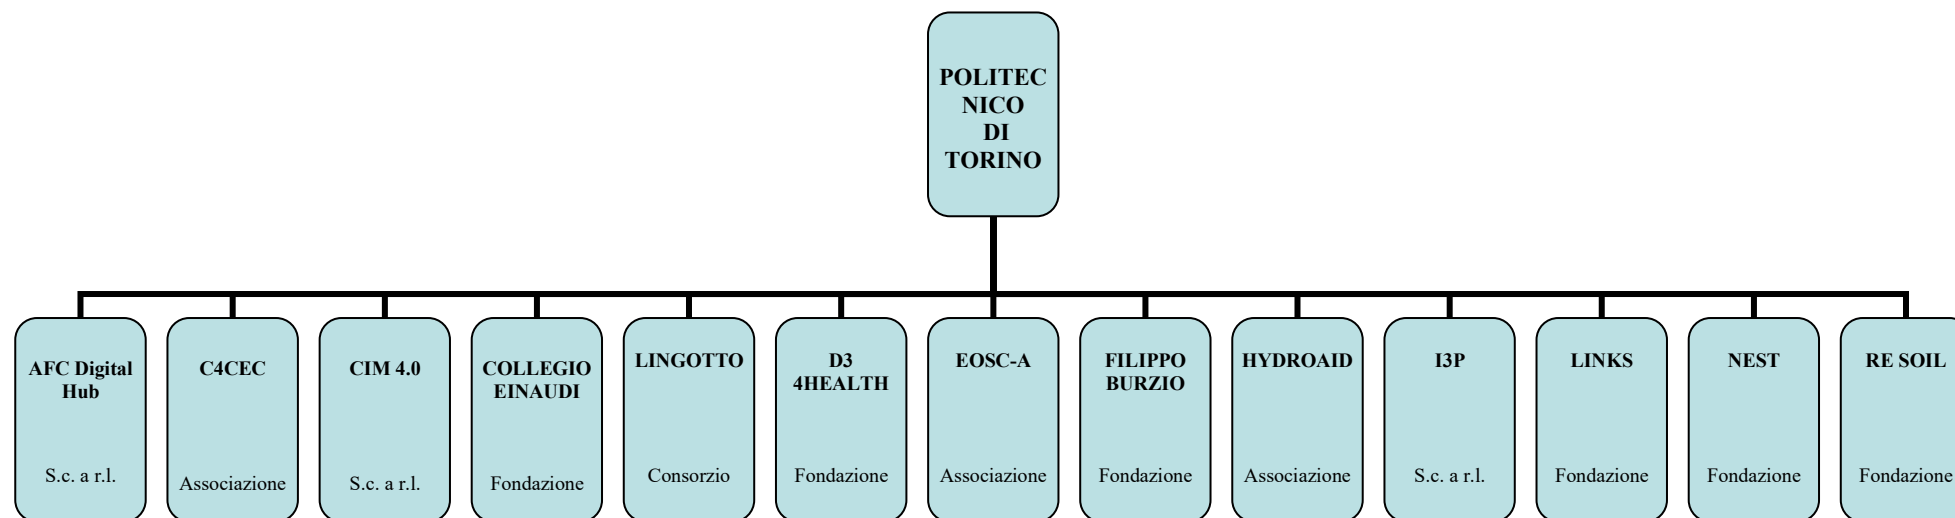 POLITEC
NICO
DI
TORINO
AFC Digital
Hub
S.c. a r.l.
C4CEC
Associazione
CIM 4.0
S.c. a r.l.
COLLEGIO
EINAUDI
Fondazione
LINGOTTO
Consorzio
D3
4HEALTH
Fondazione
EOSC-A
Associazione
FILIPPO
BURZIO
Fondazione
HYDROAID
Associazione
I3P
S.c. a r.l.
LINKS
Fondazione
NEST
Fondazione
RE SOIL
Fondazione